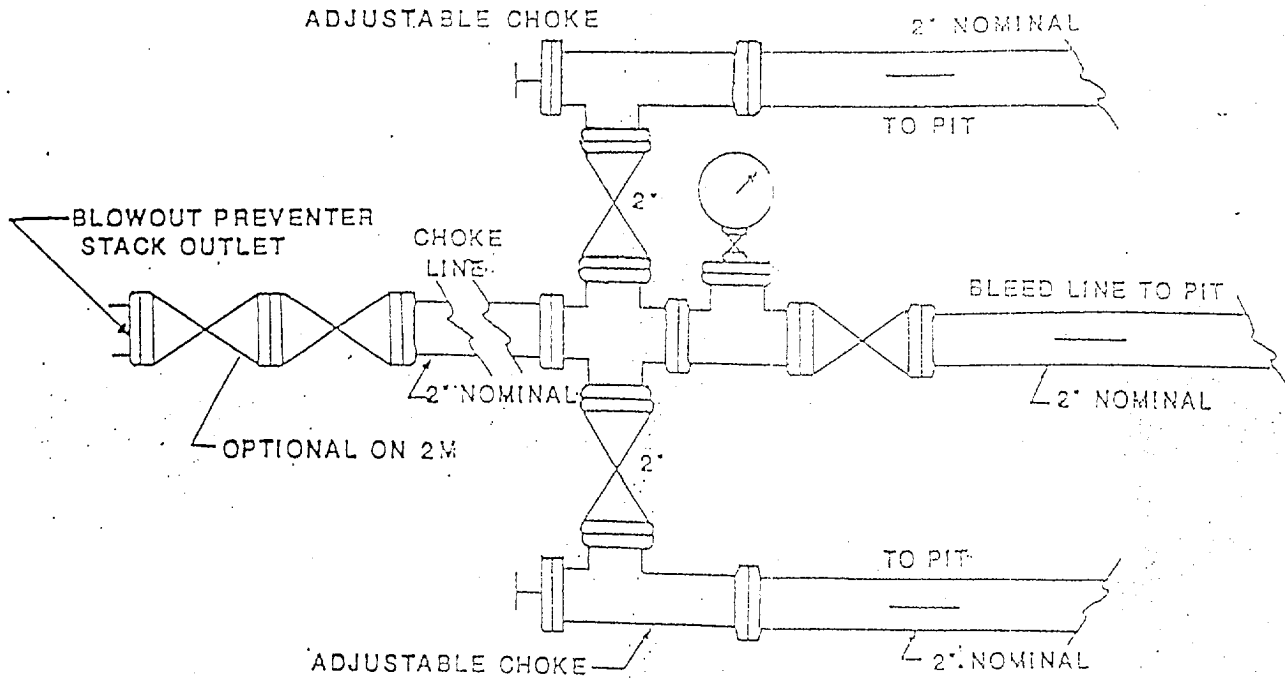 ADJUSTABLE CHOKE
2" NOMINAL
TO PIT
2"
BLOWOUT PREVENTER
STACK OUTLET
CHOKE
LINE
BLEED LINE TO PIT
2" NOMINAL
2" NOMINAL
OPTIONAL ON 2M
2"
TO PIT
ADJUSTABLE CHOKE
2" NOMINAL